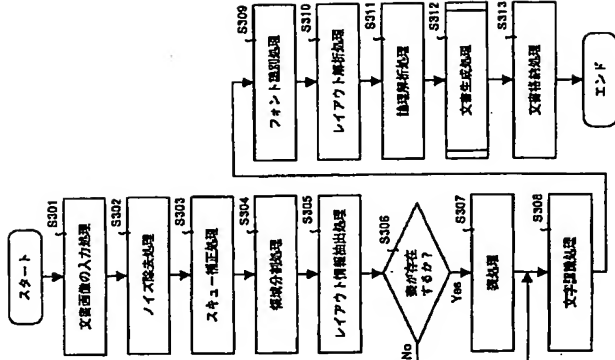 スタート
S301
文書画像の入力処理
S302
ノイズ除去処理
S303
スキュー補正処理
S304
領域分割処理
S305
レイアウト情報抽出処理
S306
表が存在
するか?
No
Yes
S307
表処理
S308
文字認識処理
S309
フォント識別処理
S310
レイアウト解析処理
S311
論理解析処理
S312
文書生成処理
S313
文書格納処理
エンド